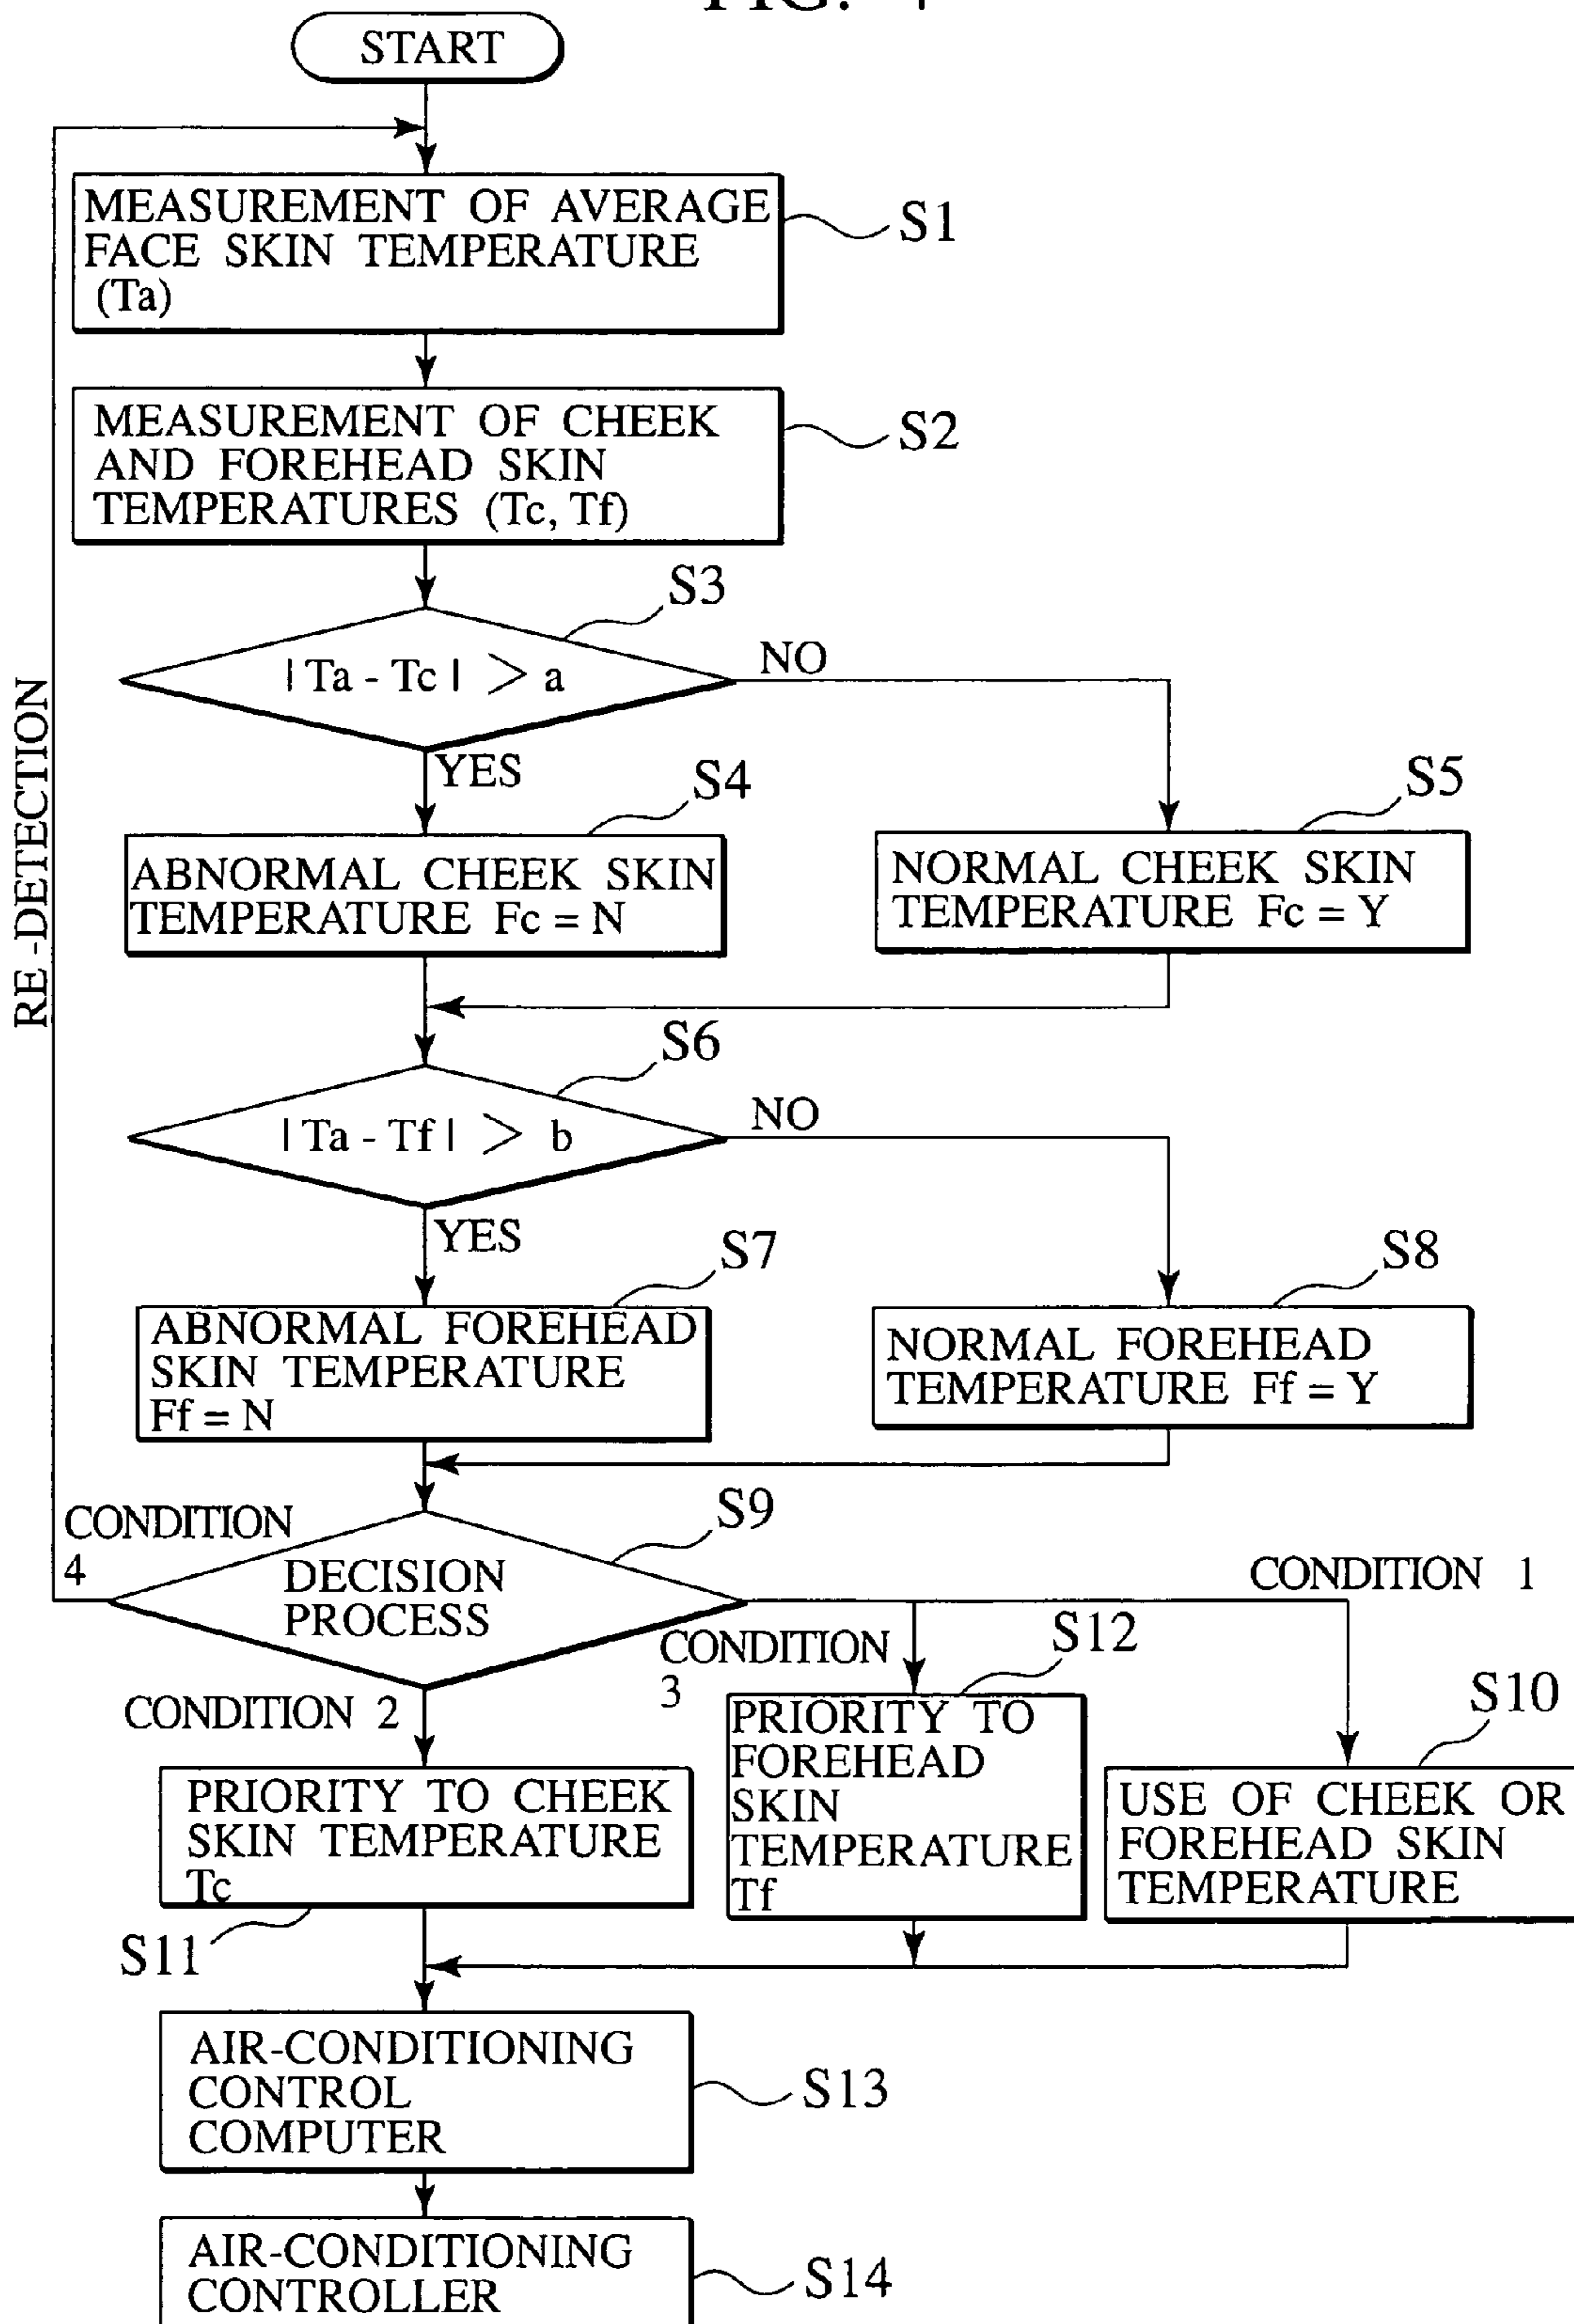 START
MEASUREMENT OF AVERAGE
FACE SKIN TEMPERATURE
(Ta)
S1
MEASUREMENT OF CHEEK
AND FOREHEAD SKIN
TEMPERATURES (Tc, Tf)
S2
S3
| Ta - Tc | > a
NO
YES
RE -DETECTION
S4
ABNORMAL CHEEK SKIN
TEMPERATURE Fc = N
S5
NORMAL CHEEK SKIN
TEMPERATURE Fc = Y
S6
| Ta - Tf | > b
NO
YES
S7
ABNORMAL FOREHEAD
SKIN TEMPERATURE
Ff = N
S8
NORMAL FOREHEAD
TEMPERATURE Ff = Y
S9
DECISION
PROCESS
CONDITION
4
CONDITION 1
CONDITION
3
CONDITION 2
S12
PRIORITY TO
FOREHEAD
SKIN
TEMPERATURE
Tf
S10
USE OF CHEEK OR
FOREHEAD SKIN
TEMPERATURE
PRIORITY TO CHEEK
SKIN TEMPERATURE
Tc
S11
AIR-CONDITIONING
CONTROL
COMPUTER
S13
AIR-CONDITIONING
CONTROLLER
S14